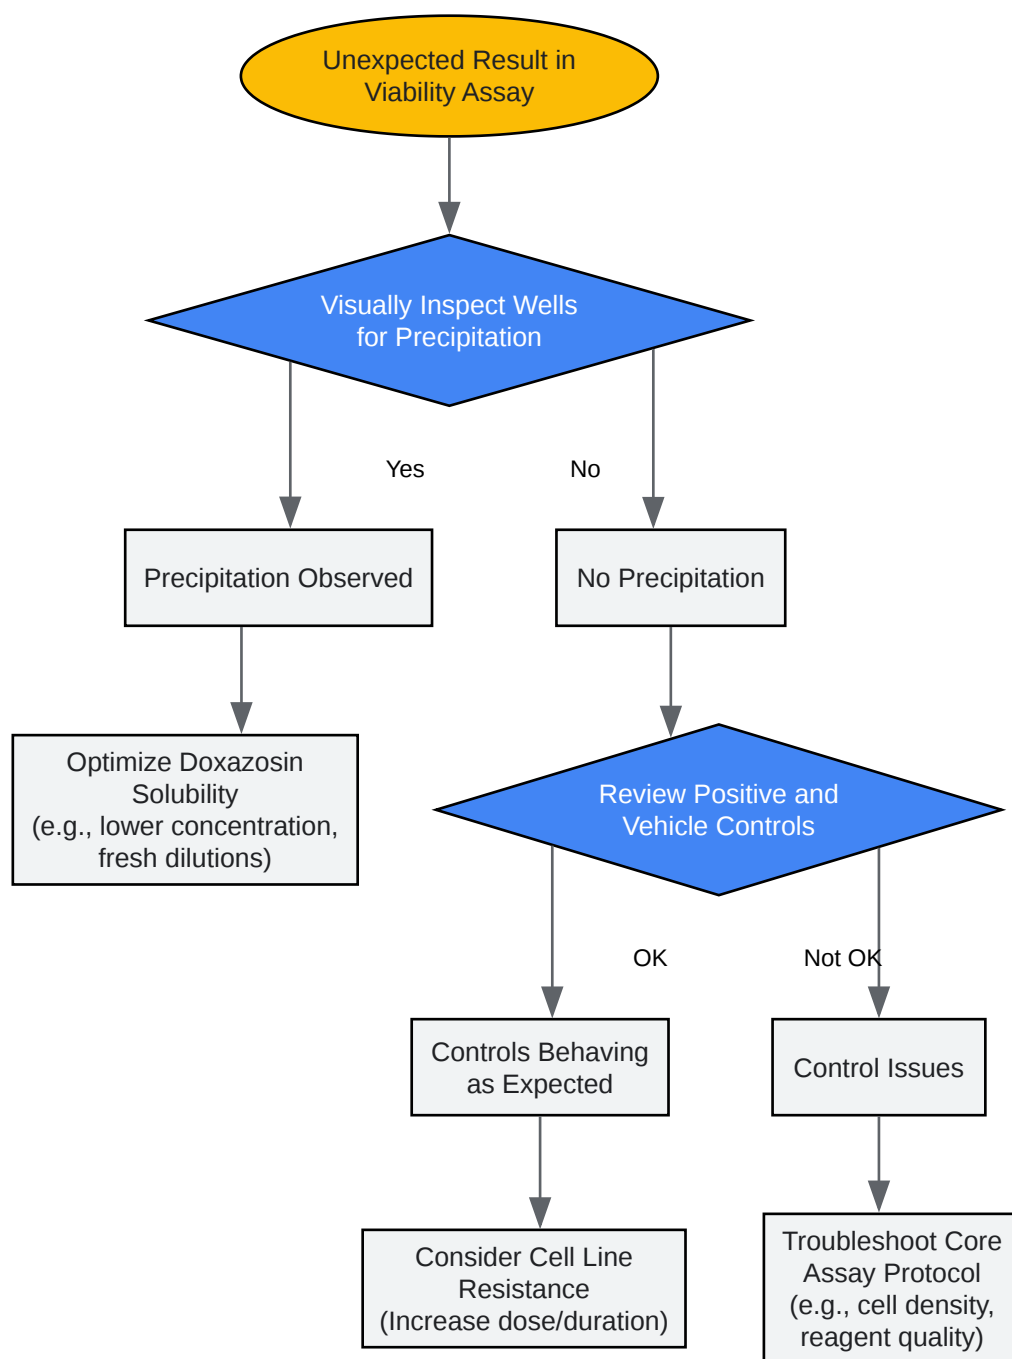 Unexpected Result in
Viability Assay
Visually Inspect Wells
for Precipitation
Yes
No
Precipitation Observed
No Precipitation
Optimize Doxazosin
Solubility
(e.g., lower concentration,
fresh dilutions)
Review Positive and
Vehicle Controls
OK
Not OK
Controls Behaving
as Expected
Control Issues
Consider Cell Line
Resistance
(Increase dose/duration)
Troubleshoot Core
Assay Protocol
(e.g., cell density,
reagent quality)